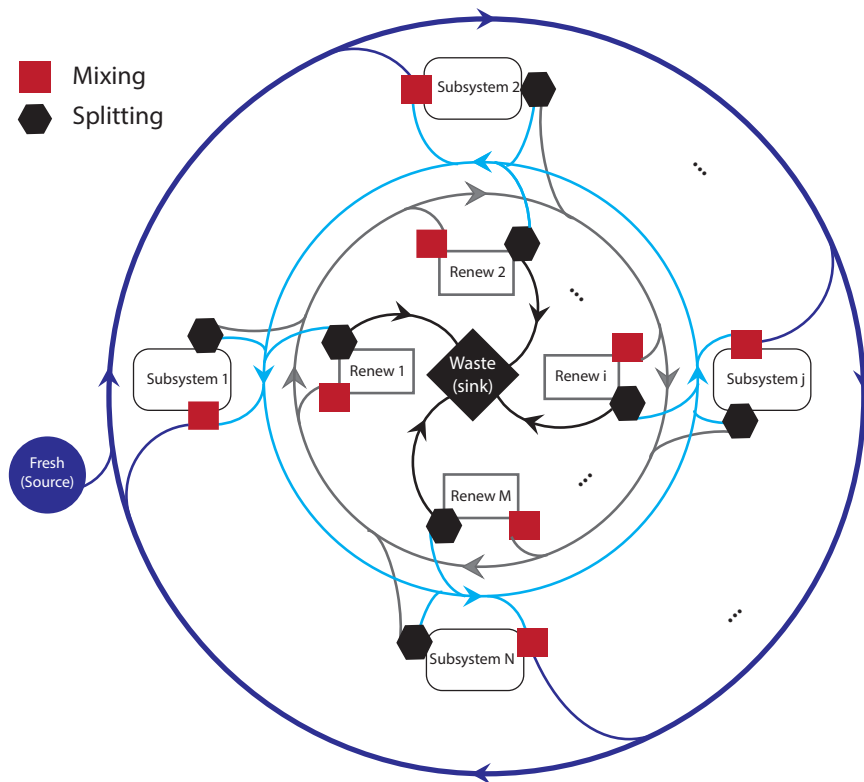 Mixing
Splitting
Subsystem 2
Renew 2
Subsystem 1
Renew 1
Waste
(sink)
Renew i
Subsystem j
Fresh
(Source)
Renew M
Subsystem N
...
...
...
...